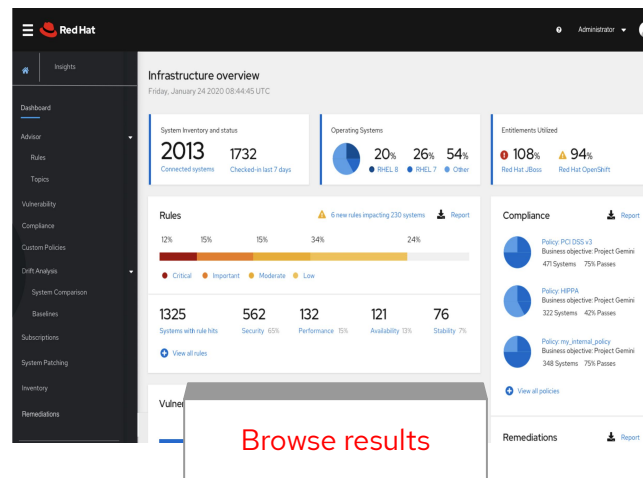 Red Hat
Administrator
Insights
Dashboard
Advisor
Rules
Topics
Vulnerability
Compliance
Custom Policies
Drift Analysis
System Comparison
Baselines
Subscriptions
System Patching
Inventory
Remediations
Infrastructure overview
Friday, January 24 2020 08:44:45 UTC
System Inventory and status
2013 1732
Connected systems Checked-in last 7 days
Operating Systems
20% 26% 54%
RHEL 8 RHEL 7 Other
Entitlements Utilized
108% 94%
Red Hat JBoss Red Hat OpenShift
Rules
6 new rules impacting 230 systems Report
12% 15% 15% 34% 24%
Critical Important Moderate Low
1325 562 132 121 76
Systems with rule hits Security 65% Performance 15% Availability 13% Stability 7%
View all rules
Compliance Report
Policy: PCI DSS v3
Business objective: Project Gemini
471 Systems 75% Passes
Policy: HIPPA
Business objective: Project Gemini
322 Systems 42% Passes
Policy: my_internal_policy
Business objective: Project Gemini
348 Systems 75% Passes
View all policies
Vulner
Remediations Report
Browse results